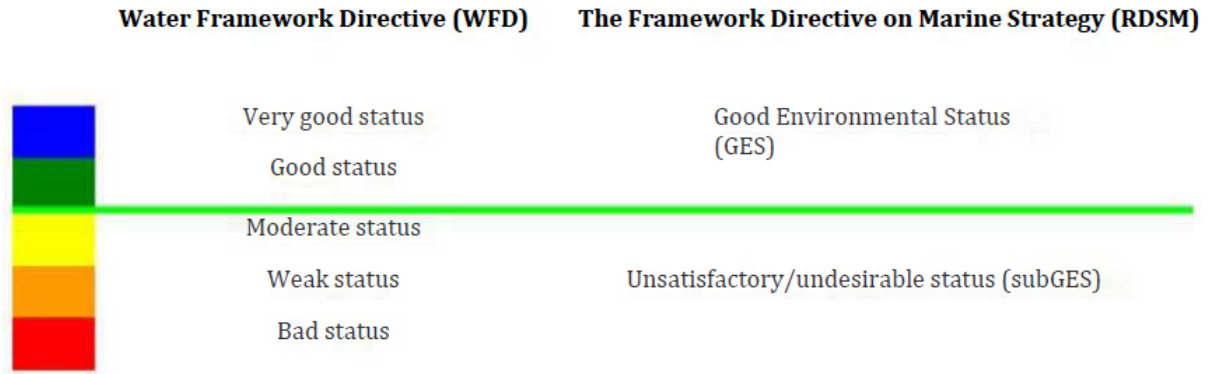 Water Framework Directive (WFD)
The Framework Directive on Marine Strategy (RDSM)
Very good status
Good Environmental Status
(GES)
Good status
Moderate status
Weak status
Unsatisfactory/undesirable status (subGES)
Bad status